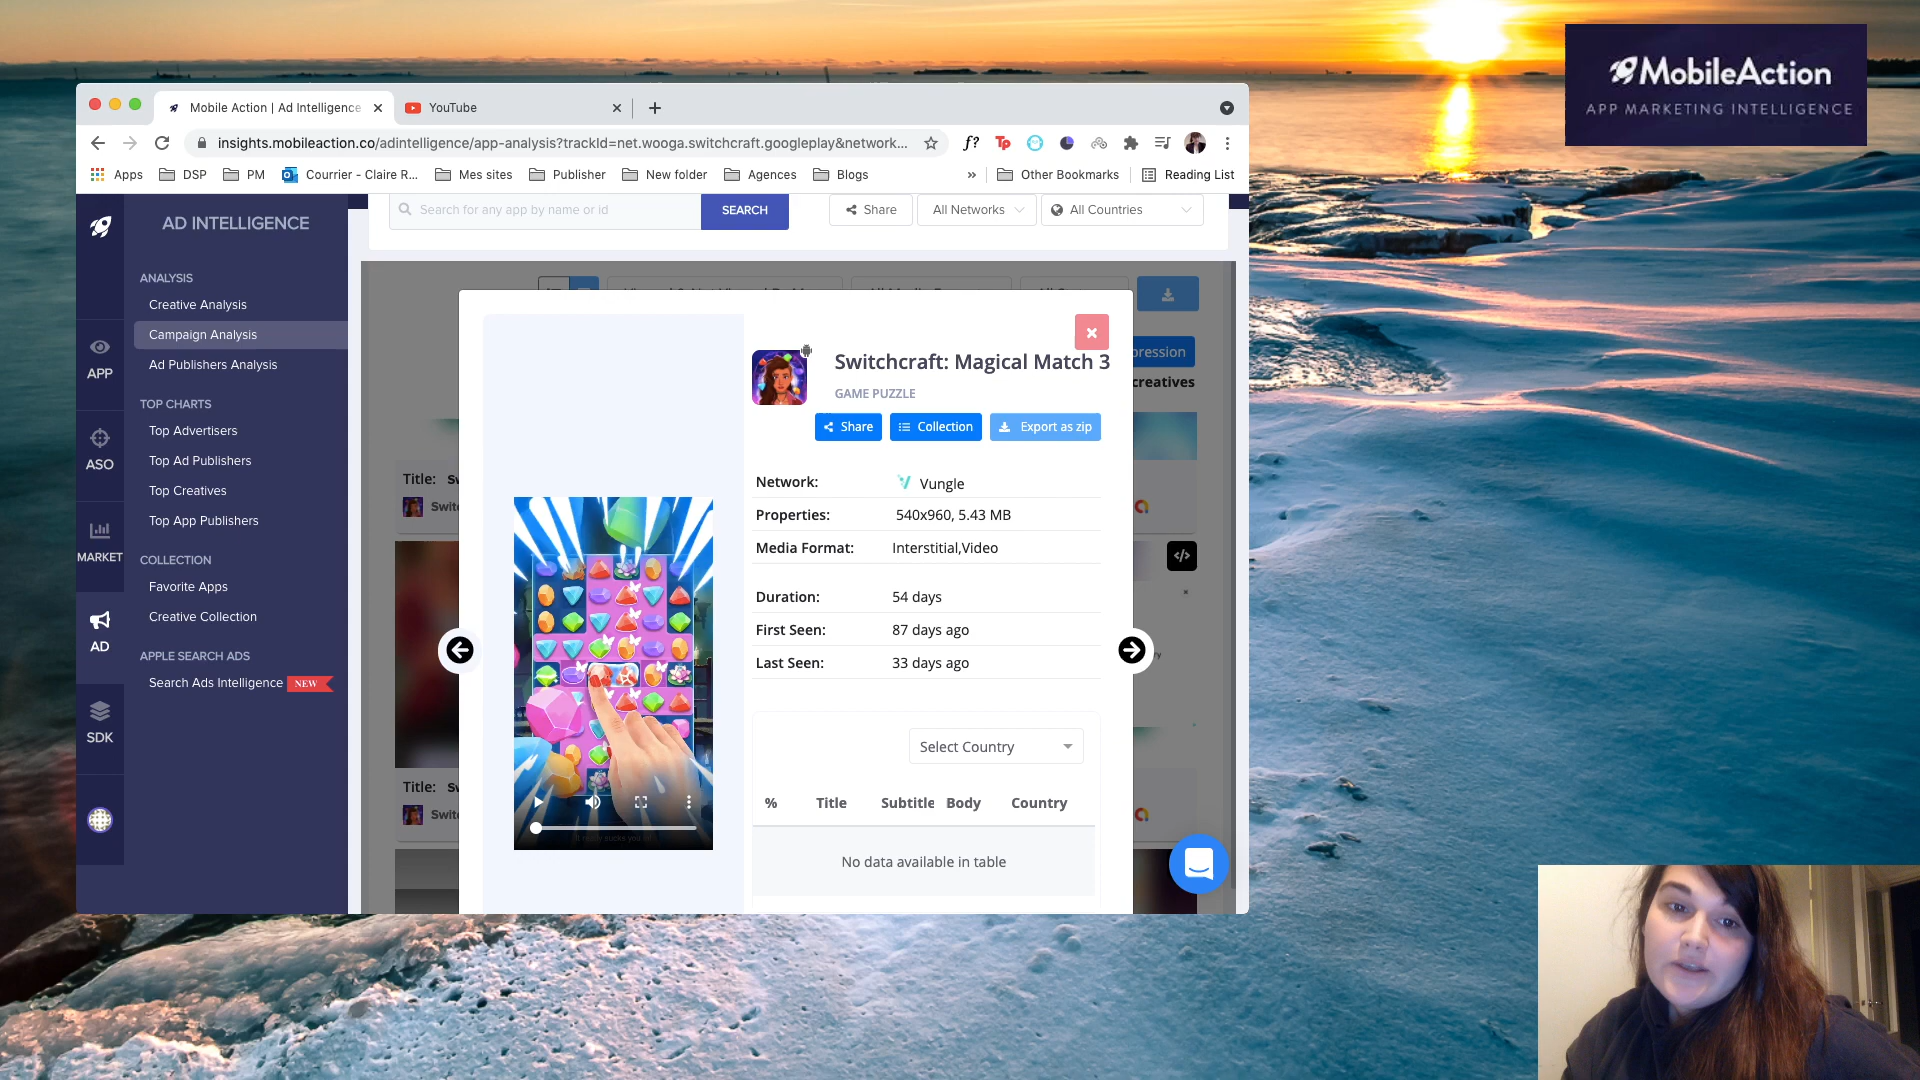 MobileAction
APP MARKETING INTELLIGENCE
Mobile Action | Ad Intelligence
YouTube
insights.mobileaction.co/adintelligence/app-analysis?trackId=net.wooga.switchcraft.googleplay&network...
f?
Tp
Apps
DSP
PM
Courrier - Claire R...
Mes sites
Publisher
New folder
Agences
Blogs
»
Other Bookmarks
Reading List
AD INTELLIGENCE
Search for any app by name or id
SEARCH
Share
All Networks
All Countries
ANALYSIS
Creative Analysis
Campaign Analysis
Ad Publishers Analysis
TOP CHARTS
Top Advertisers
Top Ad Publishers
Top Creatives
Top App Publishers
COLLECTION
Favorite Apps
Creative Collection
APPLE SEARCH ADS
Search Ads Intelligence NEW
APP
ASO
MARKET
AD
SDK
pression
creatives
Title: Sw
Switc
Title: Sw
Switc
</>
Switchcraft: Magical Match 3
GAME PUZZLE
Share
Collection
Export as zip
Network: Vungle
Properties: 540x960, 5.43 MB
Media Format: Interstitial,Video
Duration: 54 days
First Seen: 87 days ago
Last Seen: 33 days ago
Select Country
% Title Subtitle Body Country
No data available in table